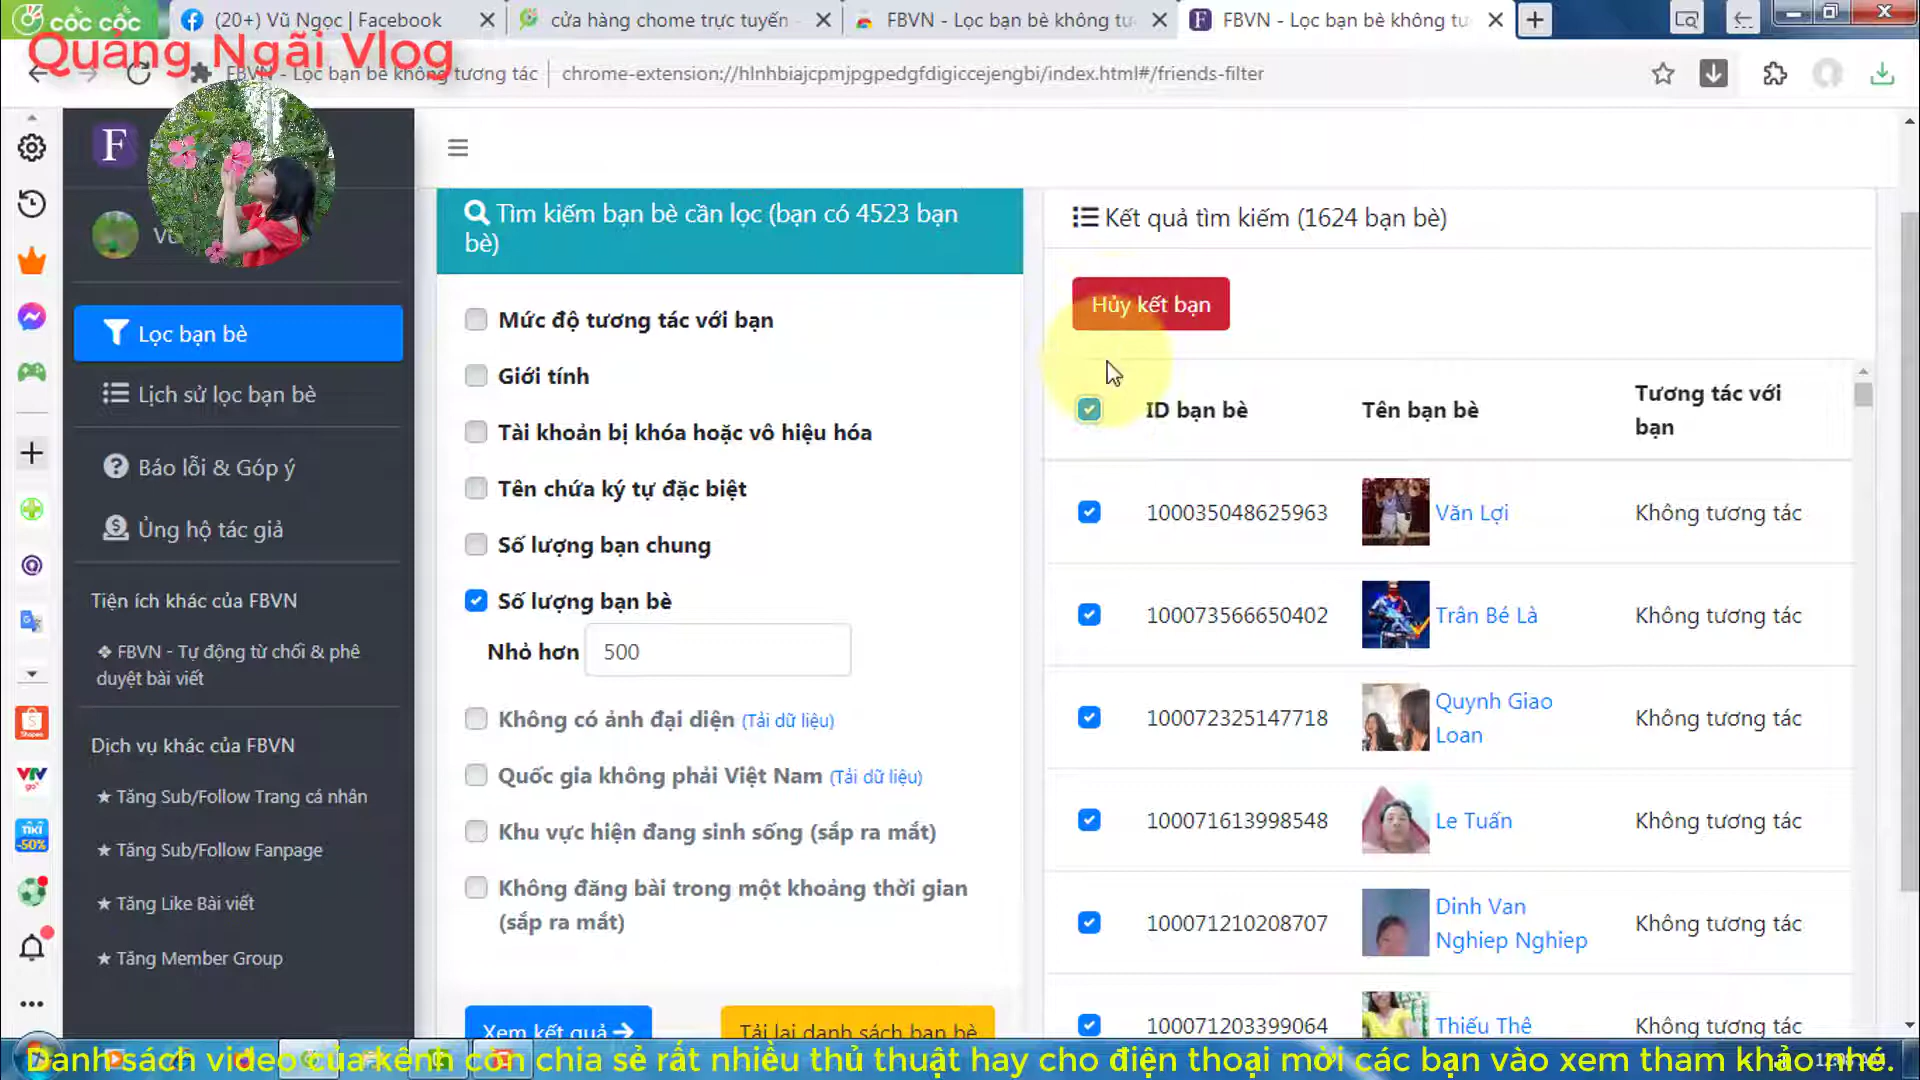 cốc cốc
(20+) Vũ Ngọc | Facebook
cửa hàng chome trực tuyến -
FBVN - Lọc bạn bè không tư
FBVN - Lọc bạn bè không tư
Quảng Ngãi Vlog
FBVN - Lọc bạn bè không tương tác
chrome-extension://hlnhbiajcpmjpgpedgfdigiccejengbi/index.html#/friends-filter
F
Lọc bạn bè
Lịch sử lọc bạn bè
Báo lỗi & Góp ý
Ủng hộ tác giả
Tiện ích khác của FBVN
❖ FBVN - Tự động từ chối & phê
duyệt bài viết
Dịch vụ khác của FBVN
★ Tăng Sub/Follow Trang cá nhân
★ Tăng Sub/Follow Fanpage
★ Tăng Like Bài viết
★ Tăng Member Group
Tìm kiếm bạn bè cần lọc (bạn có 4523 bạn
bè)
Mức độ tương tác với bạn
Giới tính
Tài khoản bị khóa hoặc vô hiệu hóa
Tên chứa ký tự đặc biệt
Số lượng bạn chung
Số lượng bạn bè
Nhỏ hơn 500
Không có ảnh đại diện (Tải dữ liệu)
Quốc gia không phải Việt Nam (Tải dữ liệu)
Khu vực hiện đang sinh sống (sắp ra mắt)
Không đăng bài trong một khoảng thời gian
(sắp ra mắt)
Xem kết quả
Tải lại danh sách bạn bè
Kết quả tìm kiếm (1624 bạn bè)
Hủy kết bạn
ID bạn bè
Tên bạn bè
Tương tác với
bạn
100035048625963
Văn Lợi
Không tương tác
100073566650402
Trân Bé Là
Không tương tác
100072325147718
Quynh Giao
Loan
Không tương tác
100071613998548
Le Tuấn
Không tương tác
100071210208707
Dinh Van
Nghiep Nghiep
Không tương tác
100071203399064
Thiếu Thê
Không tương tác
Shopee
VTV
go
TIKI
-50%
Danh sách video của kênh còn chia sẻ rất nhiều thủ thuật hay cho điện thoại mời các bạn vào xem tham khảo nhé.